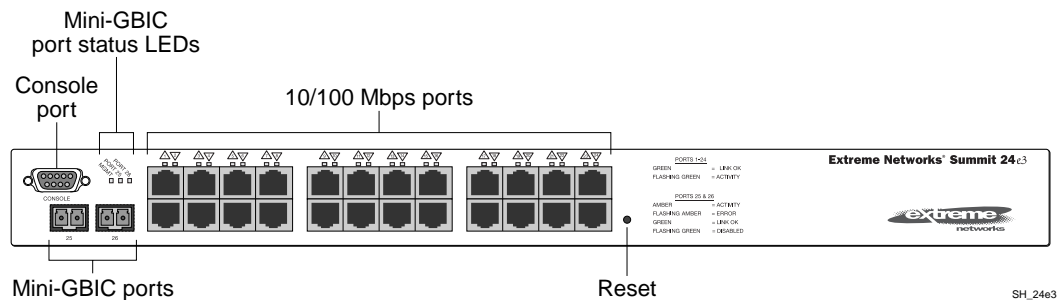 Mini-GBIC
port status LEDs
Console
port
10/100 Mbps ports
MGMT
PORT 25
PORT 26
CONSOLE
25
26
PORTS 1-24
GREEN = LINK OK
FLASHING GREEN = ACTIVITY
PORTS 25 & 26
AMBER = ACTIVITY
FLASHING AMBER = ERROR
GREEN = LINK OK
FLASHING GREEN = DISABLED
Extreme Networks® Summit 24e3
extreme
networks
Mini-GBIC ports
Reset
SH_24e3